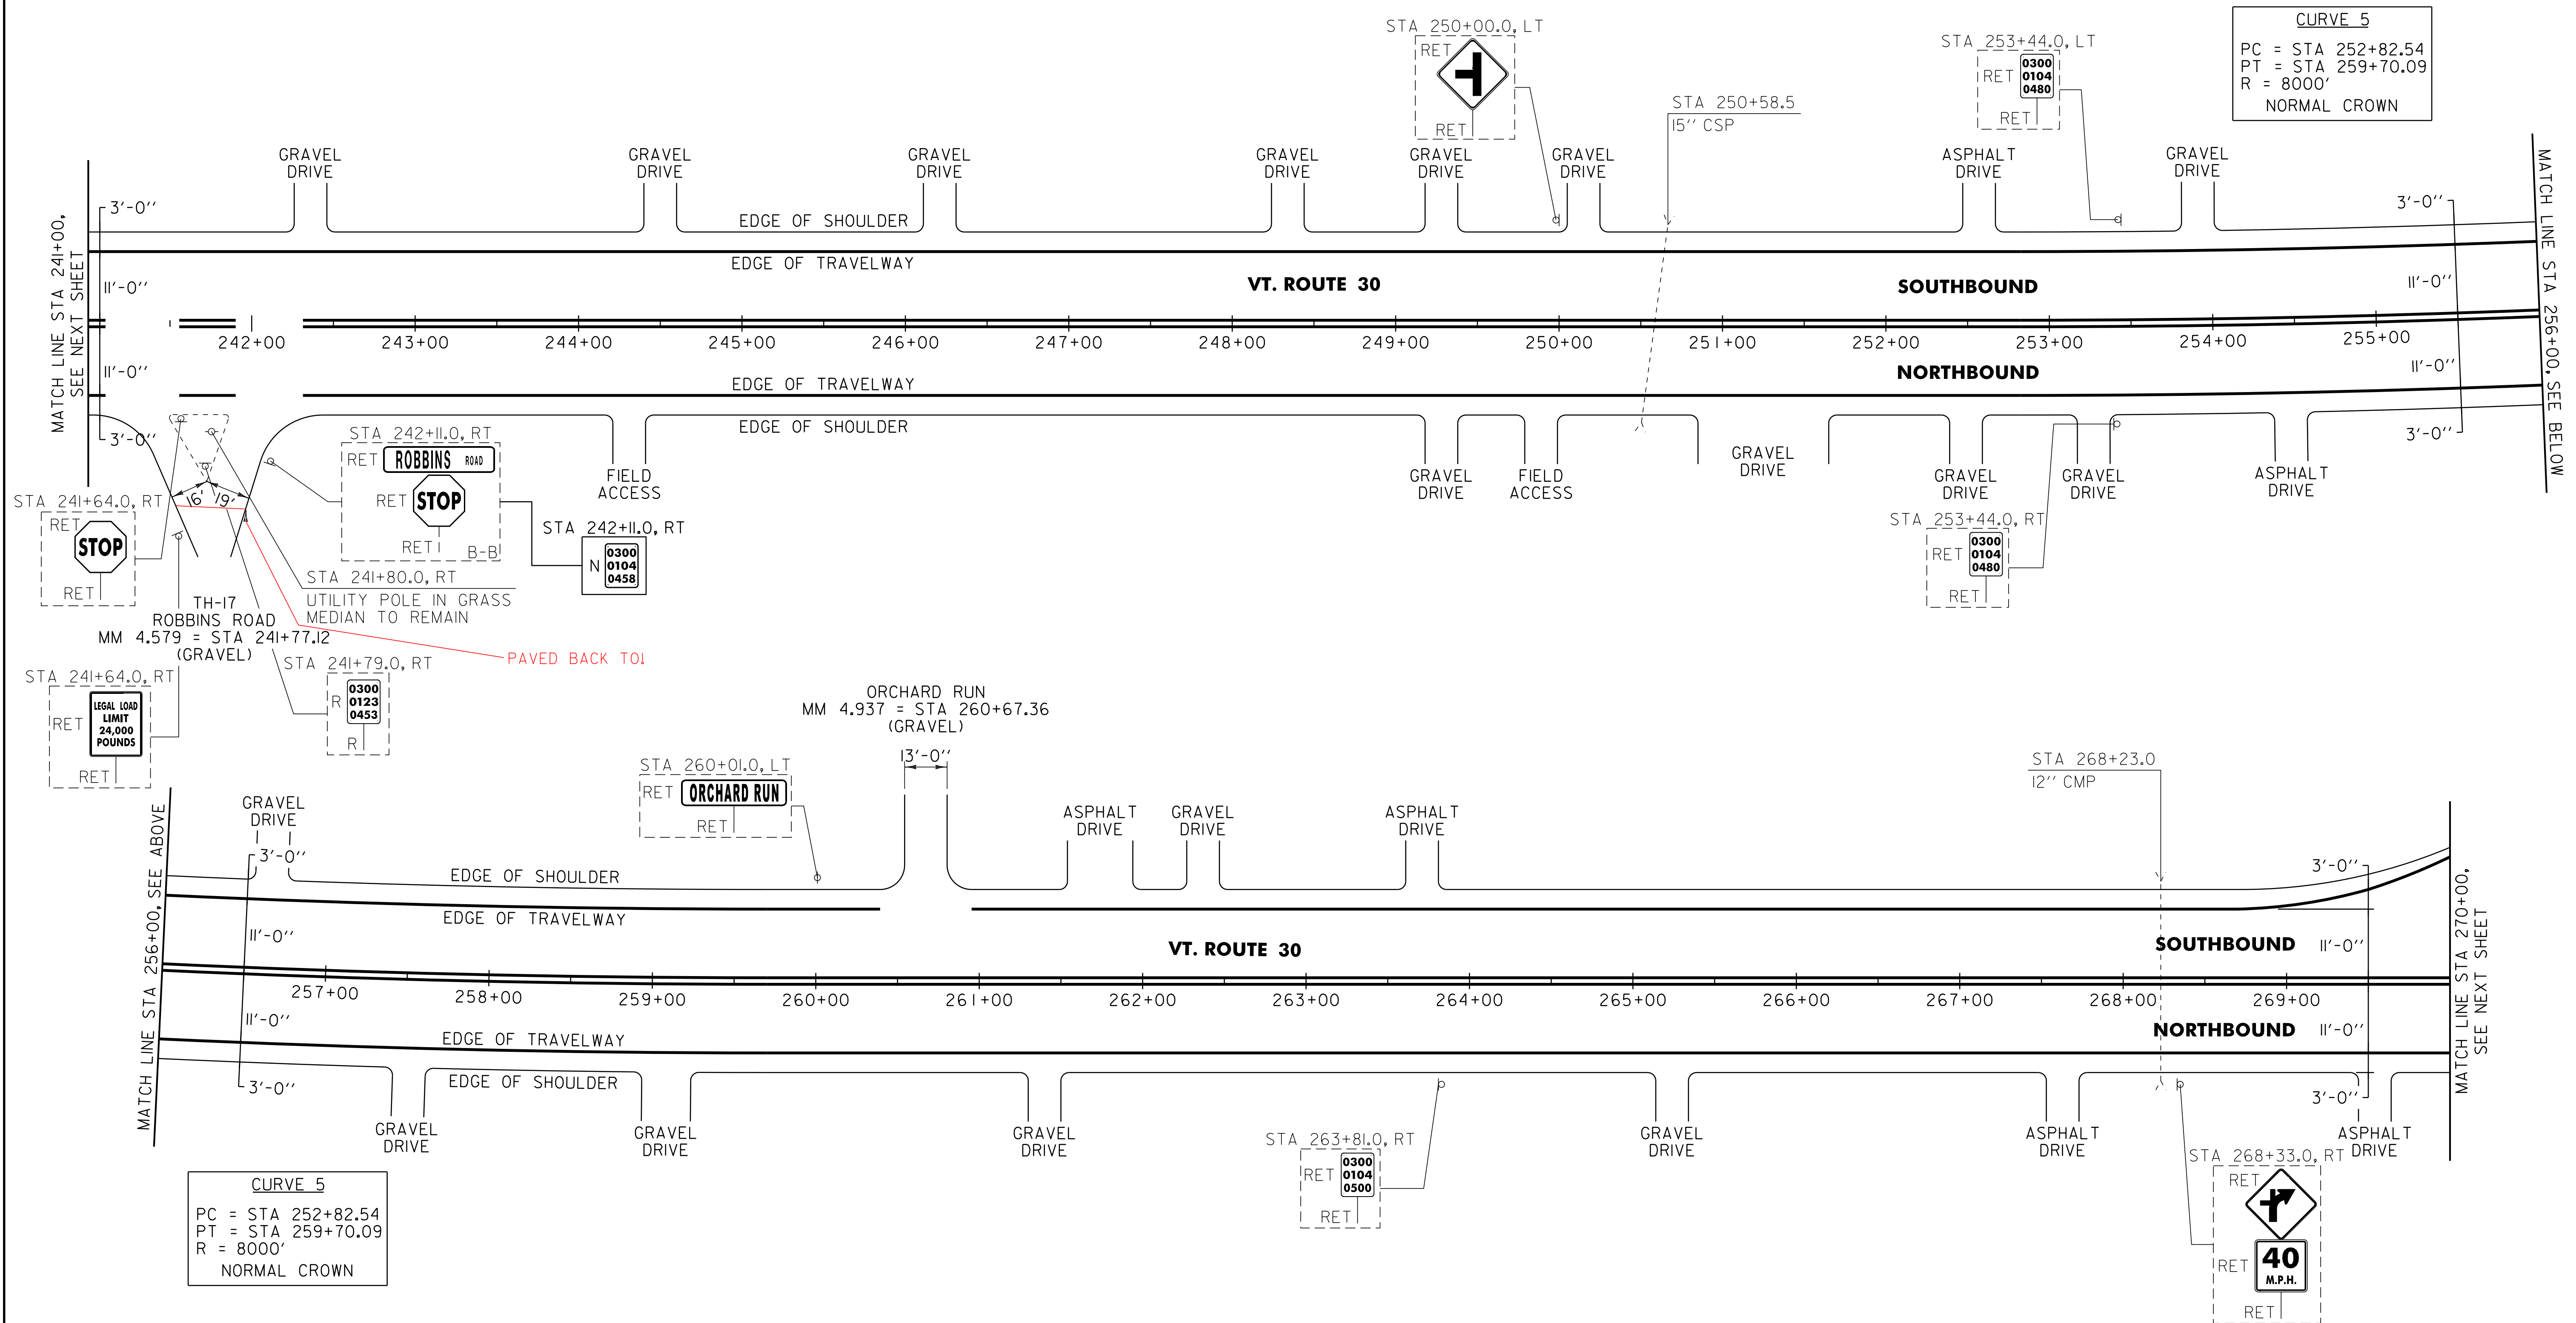 CURVE 5
PC = STA 252+82.54
PT = STA 259+70.09
R = 8000'
NORMAL CROWN
STA 250+00.0, LT
RET
RET
STA 253+44.0, LT
RET
0300
0104
0480
RET
STA 250+58.5
15'' CSP
GRAVEL
DRIVE
GRAVEL
DRIVE
GRAVEL
DRIVE
GRAVEL
DRIVE
GRAVEL
DRIVE
GRAVEL
DRIVE
ASPHALT
DRIVE
GRAVEL
DRIVE
MATCH LINE STA 241+00,
SEE NEXT SHEET
3'-0''
11'-0''
11'-0''
3'-0''
EDGE OF SHOULDER
EDGE OF TRAVELWAY
VT. ROUTE 30
SOUTHBOUND
242+00 243+00 244+00 245+00 246+00 247+00 248+00 249+00 250+00 251+00 252+00 253+00 254+00 255+00
NORTHBOUND
EDGE OF TRAVELWAY
EDGE OF SHOULDER
3'-0''
11'-0''
11'-0''
3'-0''
MATCH LINE STA 256+00, SEE BELOW
FIELD
ACCESS
GRAVEL
DRIVE
FIELD
ACCESS
GRAVEL
DRIVE
GRAVEL
DRIVE
GRAVEL
DRIVE
ASPHALT
DRIVE
16' 19'
STA 241+64.0, RT
RET
STOP
RET
STA 242+11.0, RT
RET ROBBINS ROAD
RET STOP
RET
B-B
STA 242+11.0, RT
N
0300
0104
0458
STA 241+80.0, RT
UTILITY POLE IN GRASS
MEDIAN TO REMAIN
TH-17
ROBBINS ROAD
MM 4.579 = STA 241+77.12
(GRAVEL)
PAVED BACK TO!
STA 241+79.0, RT
R
0300
0123
0453
R
STA 241+64.0, RT
RET
LEGAL LOAD
LIMIT
24,000
POUNDS
RET
STA 253+44.0, RT
RET
0300
0104
0480
RET
ORCHARD RUN
MM 4.937 = STA 260+67.36
(GRAVEL)
13'-0''
STA 260+01.0, LT
RET ORCHARD RUN
RET
STA 268+23.0
12'' CMP
GRAVEL
DRIVE
ASPHALT
DRIVE
GRAVEL
DRIVE
ASPHALT
DRIVE
MATCH LINE STA 256+00, SEE ABOVE
3'-0''
11'-0''
11'-0''
3'-0''
EDGE OF SHOULDER
EDGE OF TRAVELWAY
VT. ROUTE 30
SOUTHBOUND
257+00 258+00 259+00 260+00 261+00 262+00 263+00 264+00 265+00 266+00 267+00 268+00 269+00
NORTHBOUND
EDGE OF TRAVELWAY
EDGE OF SHOULDER
3'-0''
11'-0''
11'-0''
3'-0''
MATCH LINE STA 270+00,
SEE NEXT SHEET
GRAVEL
DRIVE
GRAVEL
DRIVE
GRAVEL
DRIVE
GRAVEL
DRIVE
ASPHALT
DRIVE
ASPHALT
DRIVE
STA 263+81.0, RT
RET
0300
0104
0500
RET
STA 268+33.0, RT
RET
RET
40
M.P.H.
RET
CURVE 5
PC = STA 252+82.54
PT = STA 259+70.09
R = 8000'
NORMAL CROWN